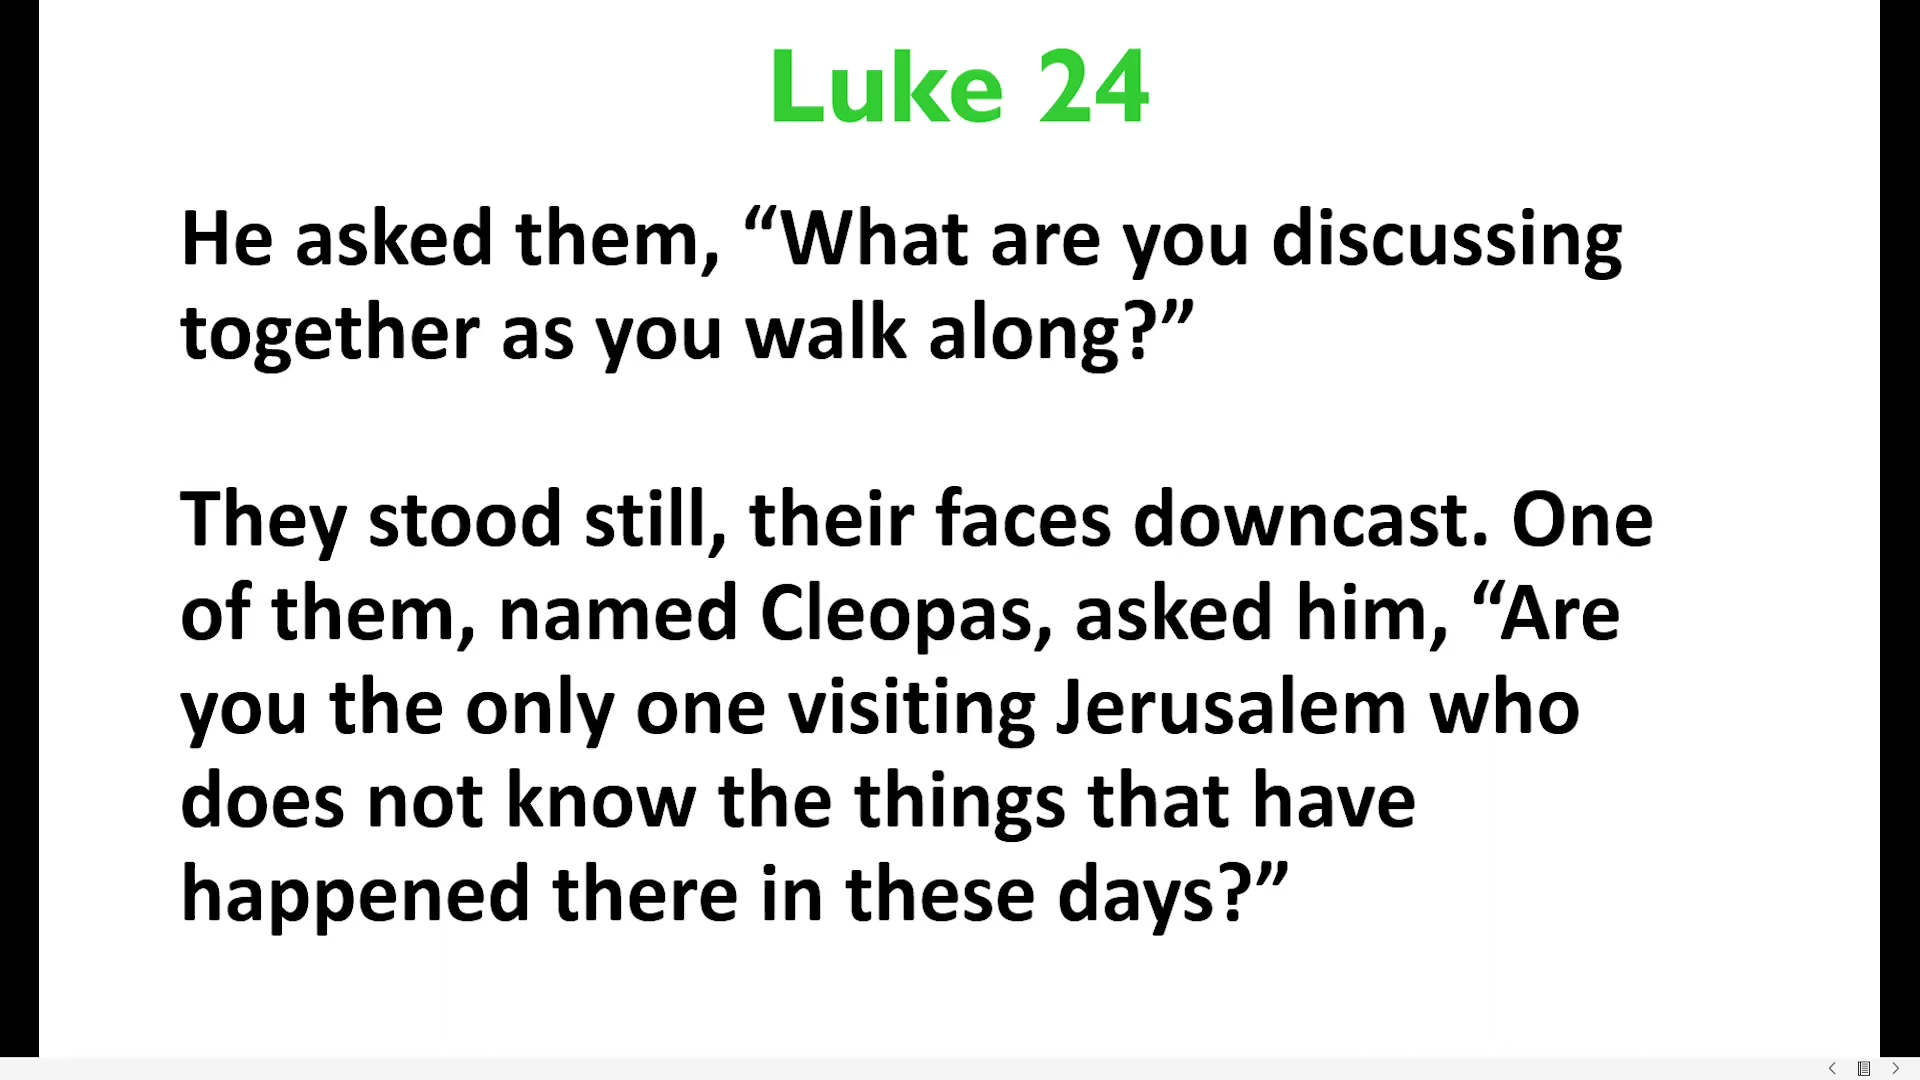 Luke 24
He asked them, “What are you discussing
together as you walk along?”
They stood still, their faces downcast. One
of them, named Cleopas, asked him, “Are
you the only one visiting Jerusalem who
does not know the things that have
happened there in these days?”